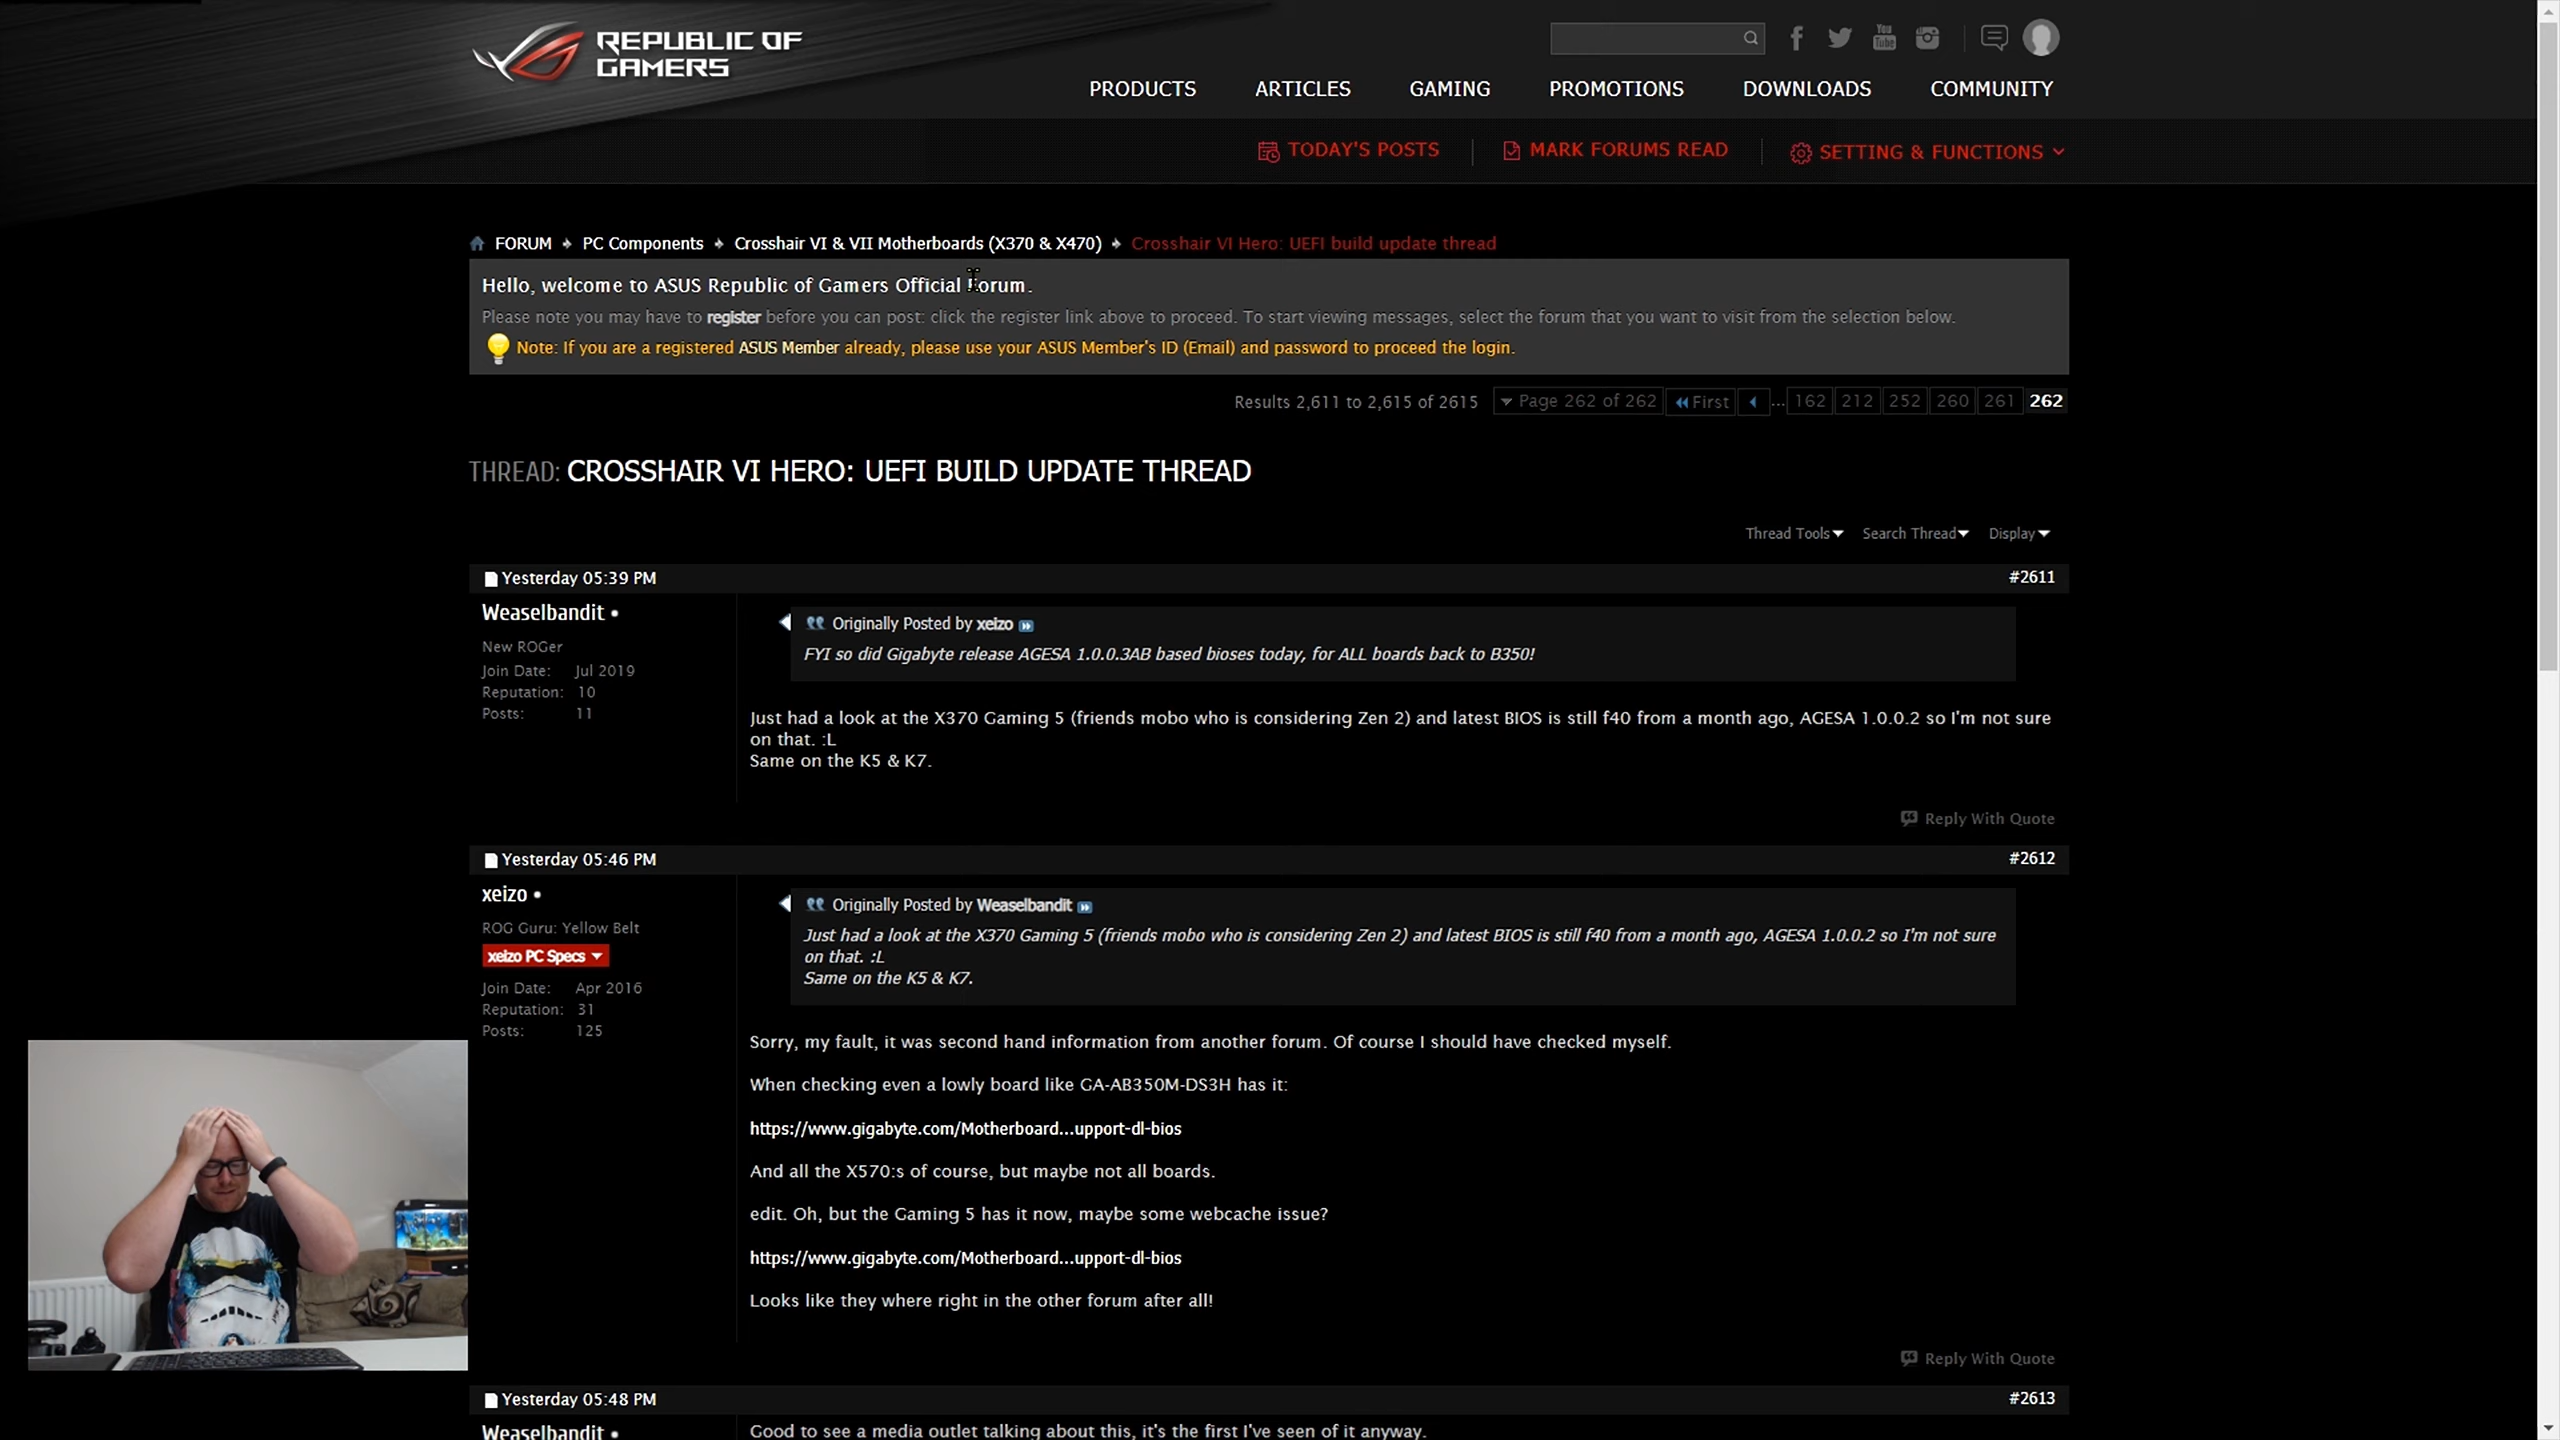 REPUBLIC OF
GAMERS
PRODUCTS ARTICLES GAMING PROMOTIONS DOWNLOADS COMMUNITY
TODAY'S POSTS MARK FORUMS READ SETTING & FUNCTIONS
FORUM PC Components Crosshair VI & VII Motherboards (X370 & X470) Crosshair VI Hero: UEFI build update thread
Hello, welcome to ASUS Republic of Gamers Official Forum.
Please note you may have to register before you can post: click the register link above to proceed. To start viewing messages, select the forum that you want to visit from the selection below.
Note: If you are a registered ASUS Member already, please use your ASUS Member's ID (Email) and password to proceed the login.
Results 2,611 to 2,615 of 2615 Page 262 of 262 First ... 162 212 252 260 261 262
THREAD: CROSSHAIR VI HERO: UEFI BUILD UPDATE THREAD
Thread Tools Search Thread Display
Yesterday 05:39 PM #2611
Weaselbandit
New ROGer
Join Date: Jul 2019
Reputation: 10
Posts: 11
Originally Posted by xeizo
FYI so did Gigabyte release AGESA 1.0.0.3AB based bioses today, for ALL boards back to B350!
Just had a look at the X370 Gaming 5 (friends mobo who is considering Zen 2) and latest BIOS is still f40 from a month ago, AGESA 1.0.0.2 so I'm not sure
on that. :L
Same on the K5 & K7.
Reply With Quote
Yesterday 05:46 PM #2612
xeizo
ROG Guru: Yellow Belt
xeizo PC Specs
Join Date: Apr 2016
Reputation: 31
Posts: 125
Originally Posted by Weaselbandit
Just had a look at the X370 Gaming 5 (friends mobo who is considering Zen 2) and latest BIOS is still f40 from a month ago, AGESA 1.0.0.2 so I'm not sure
on that. :L
Same on the K5 & K7.
Sorry, my fault, it was second hand information from another forum. Of course I should have checked myself.
When checking even a lowly board like GA-AB350M-DS3H has it:
https://www.gigabyte.com/Motherboard...upport-dl-bios
And all the X570:s of course, but maybe not all boards.
edit. Oh, but the Gaming 5 has it now, maybe some webcache issue?
https://www.gigabyte.com/Motherboard...upport-dl-bios
Looks like they where right in the other forum after all!
Reply With Quote
Yesterday 05:48 PM #2613
Weaselbandit
Good to see a media outlet talking about this, it's the first I've seen of it anyway.